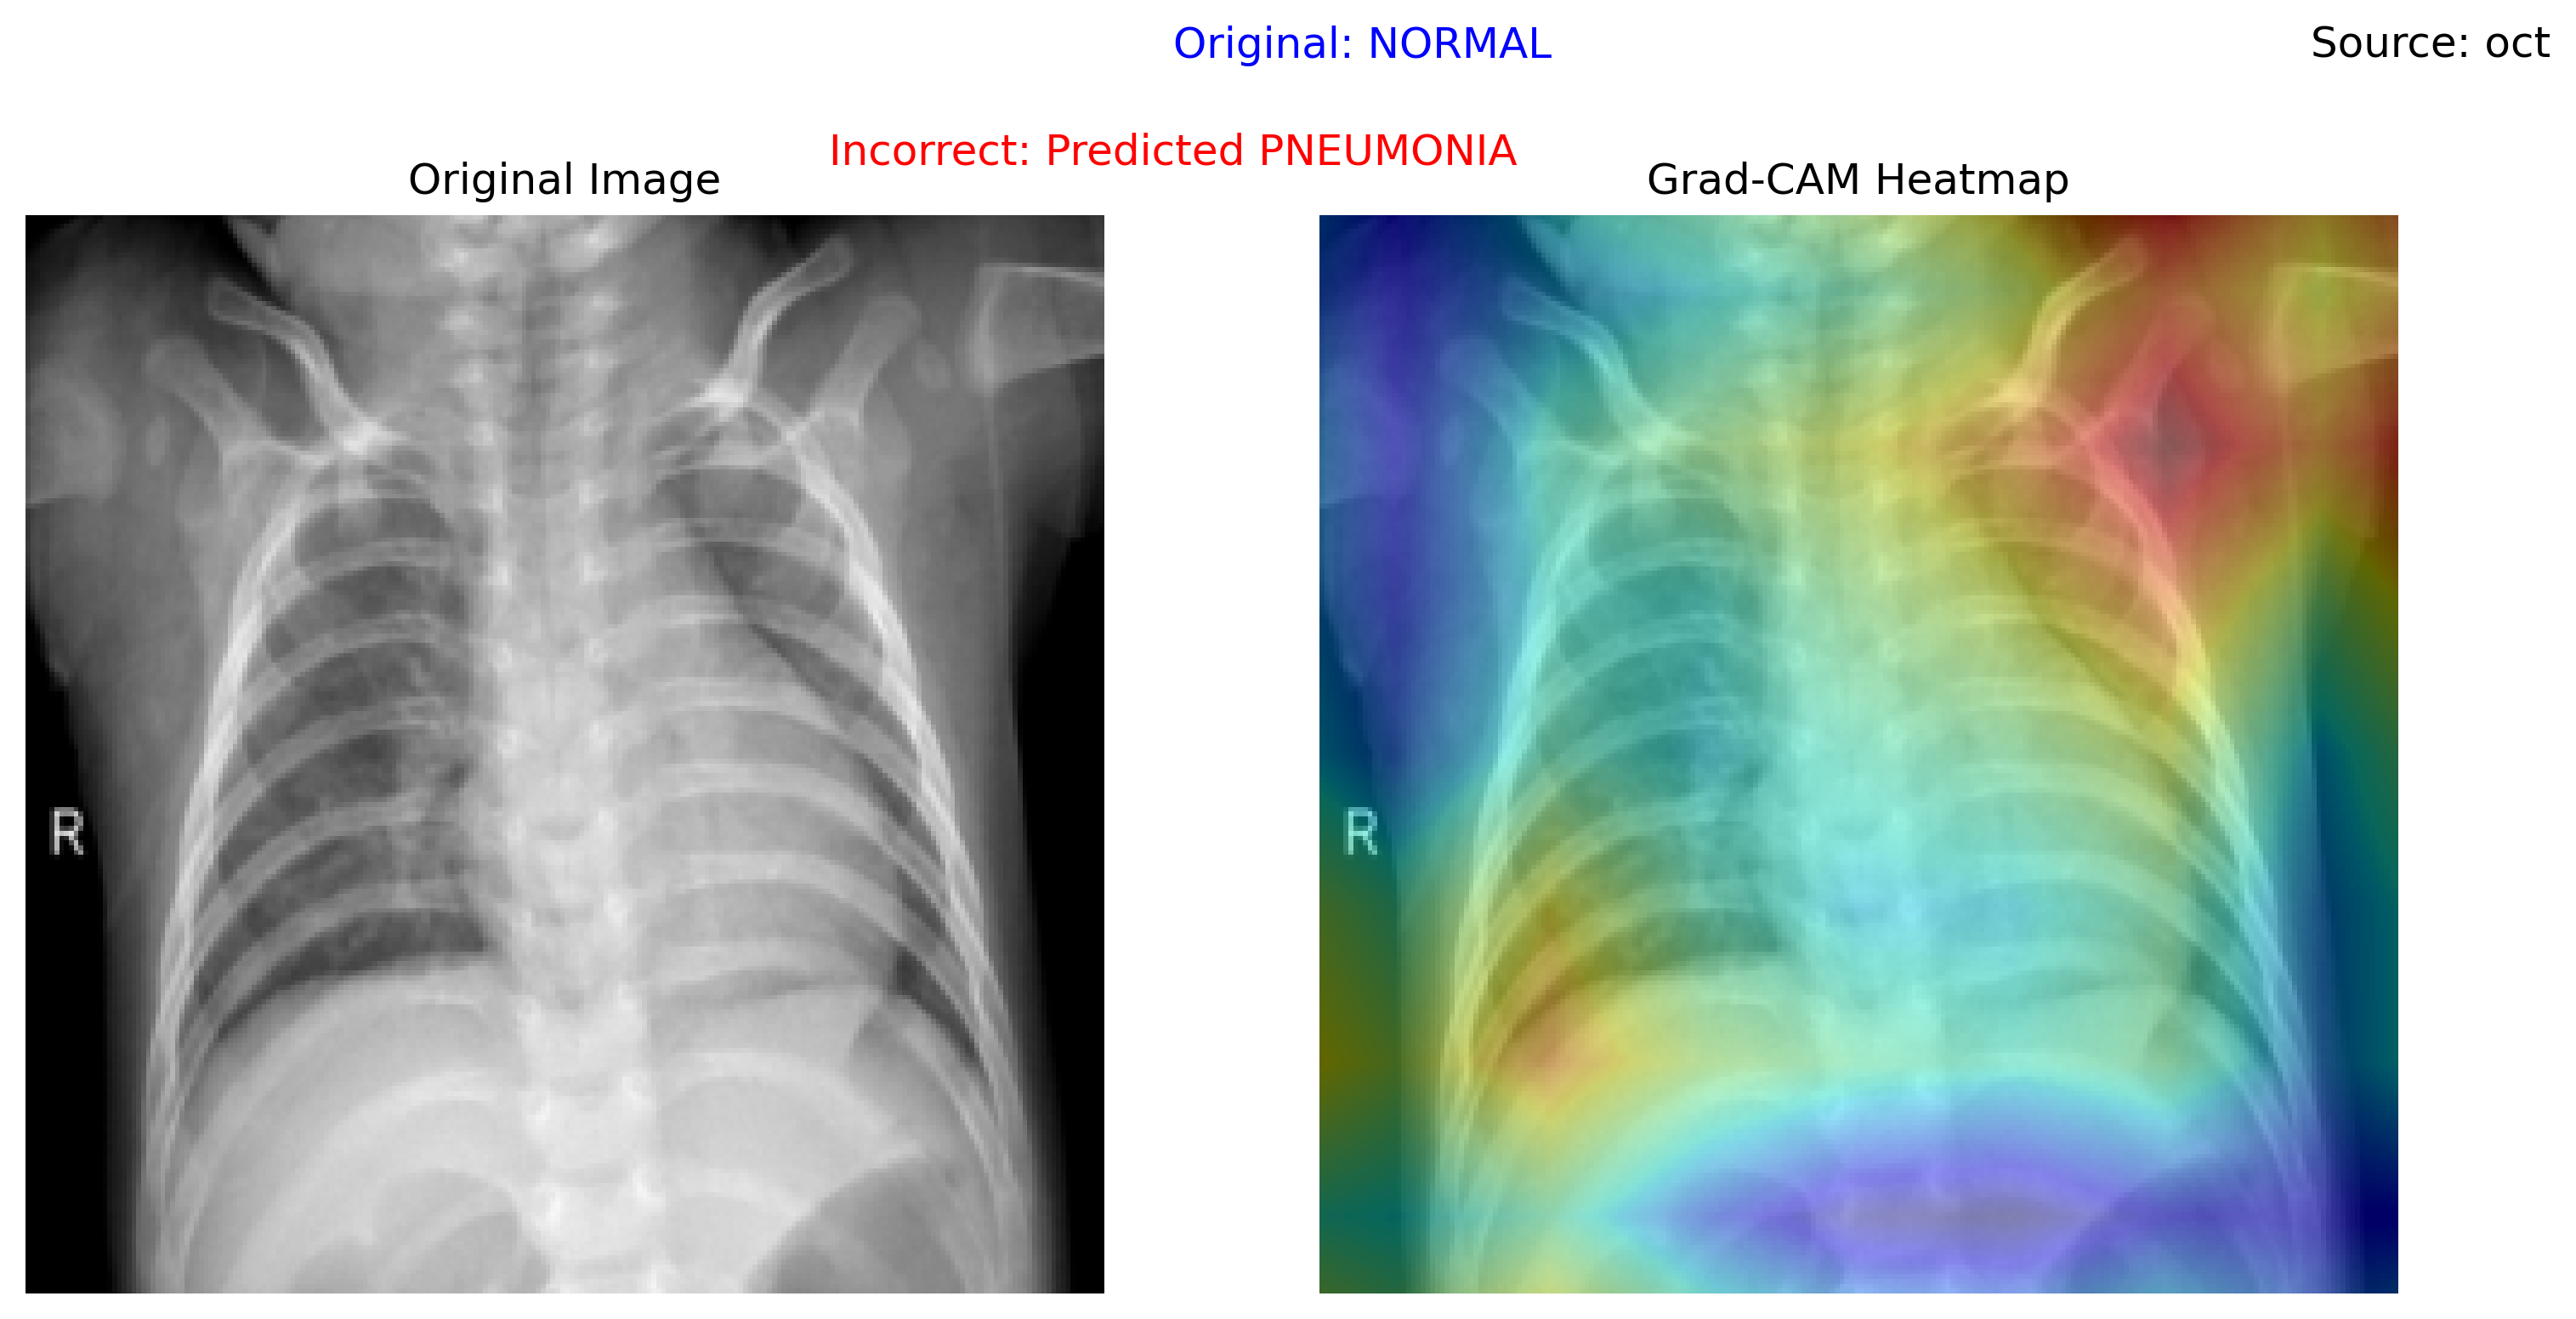 Original: NORMAL
Source: oct
Incorrect: Predicted PNEUMONIA
Original Image
Grad-CAM Heatmap
R
R